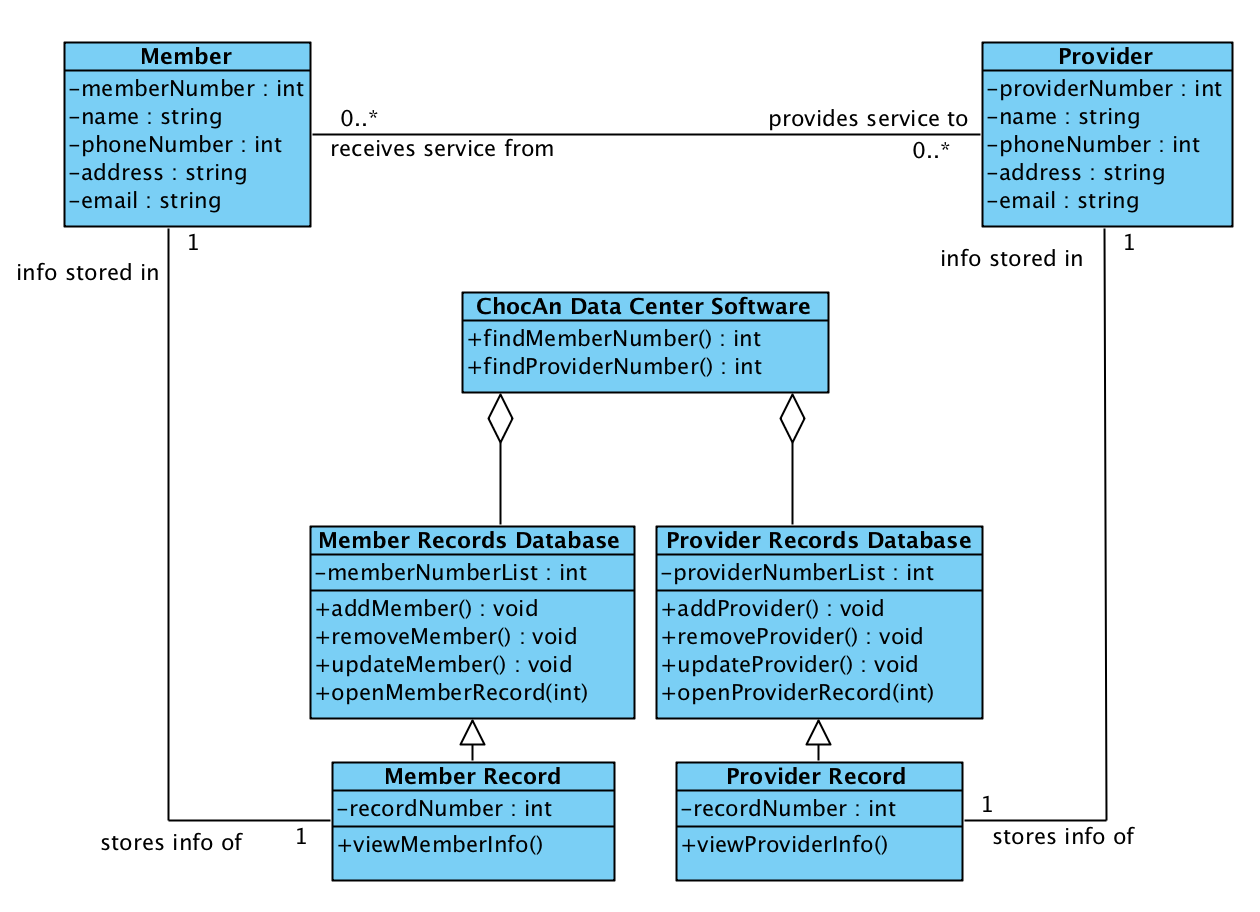 Member
-memberNumber : int
-name : string
-phoneNumber : int
-address : string
-email : string
0..*
receives service from
provides service to
0..*
Provider
-providerNumber : int
-name : string
-phoneNumber : int
-address : string
-email : string
1
info stored in
1
info stored in
ChocAn Data Center Software
+findMemberNumber() : int
+findProviderNumber() : int
Member Records Database
-memberNumberList : int
+addMember() : void
+removeMember() : void
+updateMember() : void
+openMemberRecord(int)
Provider Records Database
-providerNumberList : int
+addProvider() : void
+removeProvider() : void
+updateProvider() : void
+openProviderRecord(int)
Member Record
-recordNumber : int
+viewMemberInfo()
Provider Record
-recordNumber : int
+viewProviderInfo()
stores info of
1
1
stores info of